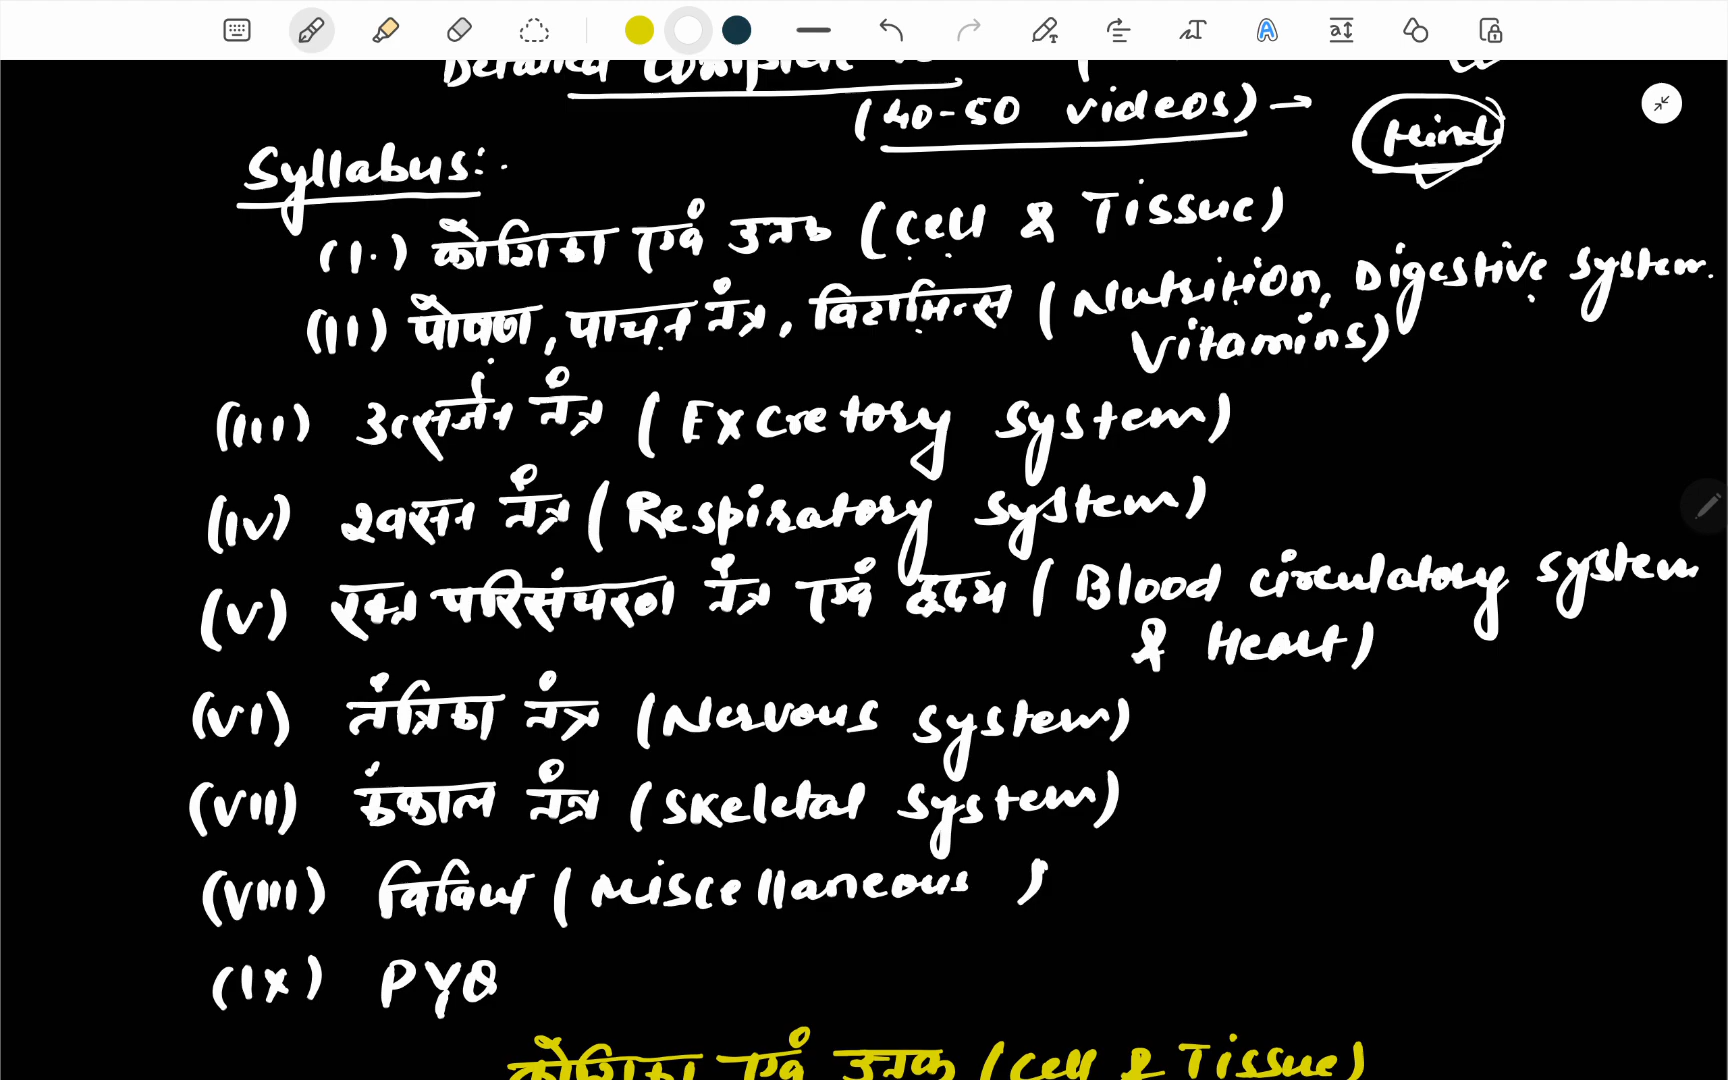 Detailed
(40-50 videos) → Hindi
Syllabus:-
(I.) कोशिका एवं ऊतक (Cell & Tissue)
(II) पोषण, पाचन तंत्र, विटामिन्स (Nutrition, Digestive system.
Vitamins)
(III) उत्सर्जन तंत्र (Excretory system)
(IV) श्वसन तंत्र (Respiratory system)
(V) रक्त परिसंचरण तंत्र एवं हृदय (Blood circulatory system
& Heart)
(VI) तंत्रिका तंत्र (Nervous system)
(VII) कंकाल तंत्र (Skeletal system)
(VIII) विविध (Miscellaneous)
(IX) PYQ
कोशिका एवं ऊतक (Cell & Tissue)